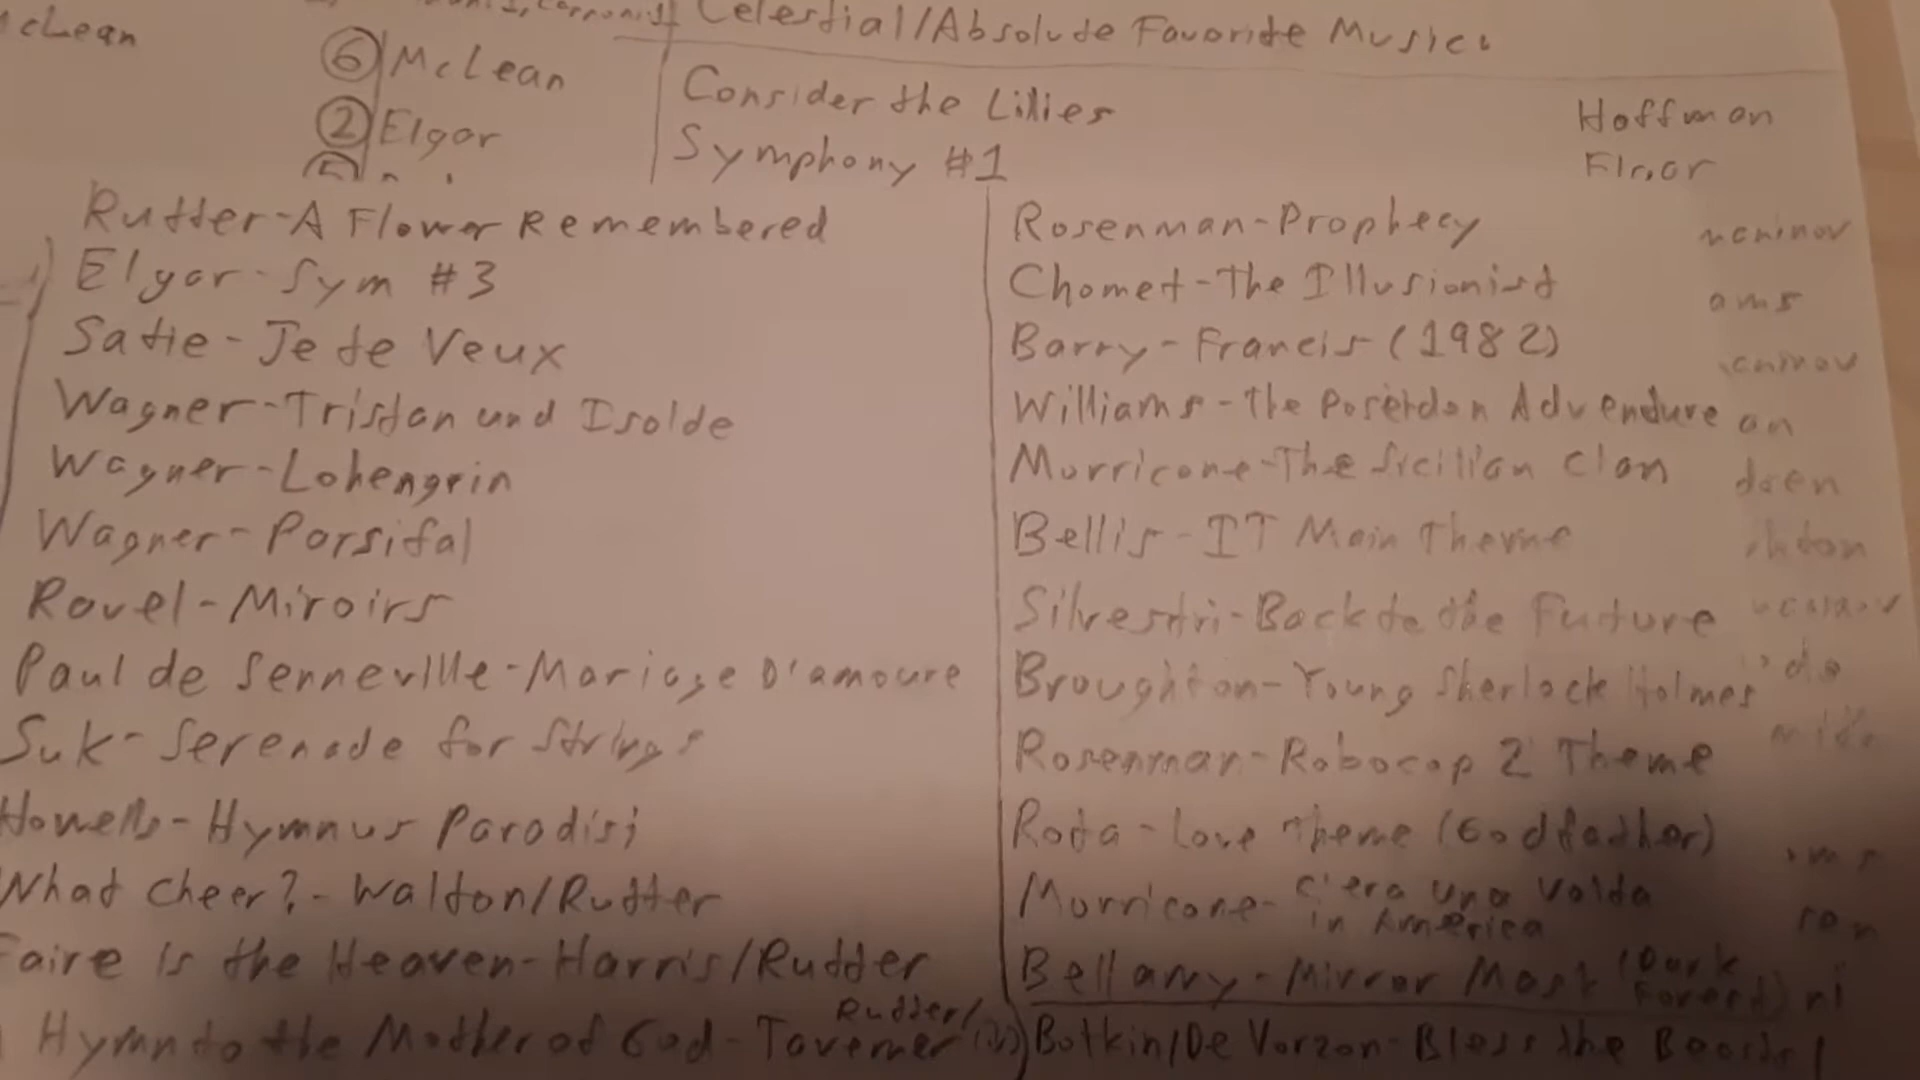 cLean
Celestial/Absolute Favorite Music
6 McLean
Consider the Lilies
Hoffman
2 Elgar
Symphony #1
Rutter-A Flower Remembered
Elgar-Sym #3
Satie-Je te Veux
Wagner-Tristan und Isolde
Wagner-Lohengrin
Wagner-Parsifal
Ravel-Miroirs
Paul de Senneville-Mariage D'amoure
Suk-Serenade for Strings
Howells-Hymnus Paradisi
What cheer?-Walton/Rutter
Faire is the Heaven-Harris/Rutter
Hymn to the Mother of God-Tavener
Rutter/
Rosenman-Prophecy
Chomet-The Illusionist
Barry-Francis (1982)
Williams-The Poseidon Adventure
an
Morricone-The Sicilian Clan
Bellis-IT Main Theme
Silvestri-Back to the Future
Broughton-Young Sherlock Holmes
Rosenman-Robocop 2 Theme
Rota-Love Theme (Godfather)
Morricone-C'era una Volta
in America
Bellamy-Mirror Mask (Dark
Forest)
ni
Botkin/De Vorzon-Bless the Beasts/